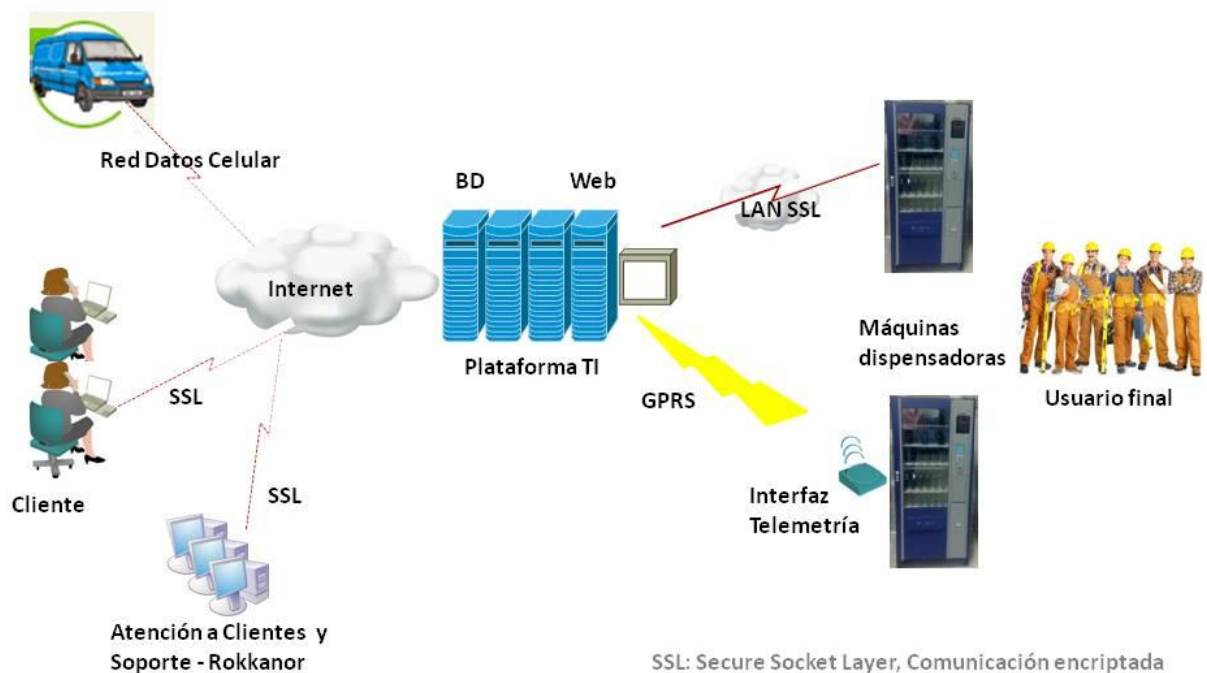 Red Datos Celular
BD
Web
LAN SSL
Internet
Plataforma TI
Máquinas
dispensadoras
Usuario final
SSL
GPRS
Cliente
SSL
Interfaz
Telemetría
Atención a Clientes y
Soporte - Rokkanor
SSL: Secure Socket Layer, Comunicación encriptada